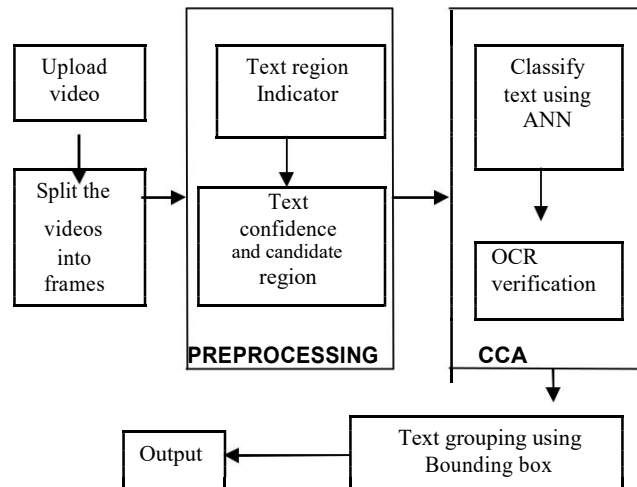 Upload
video
Split the
videos
into
frames
Text region
Indicator
Text
confidence
and candidate
region
PREPROCESSING
Classify
text using
ANN
OCR
verification
CCA
Text grouping using
Bounding box
Output